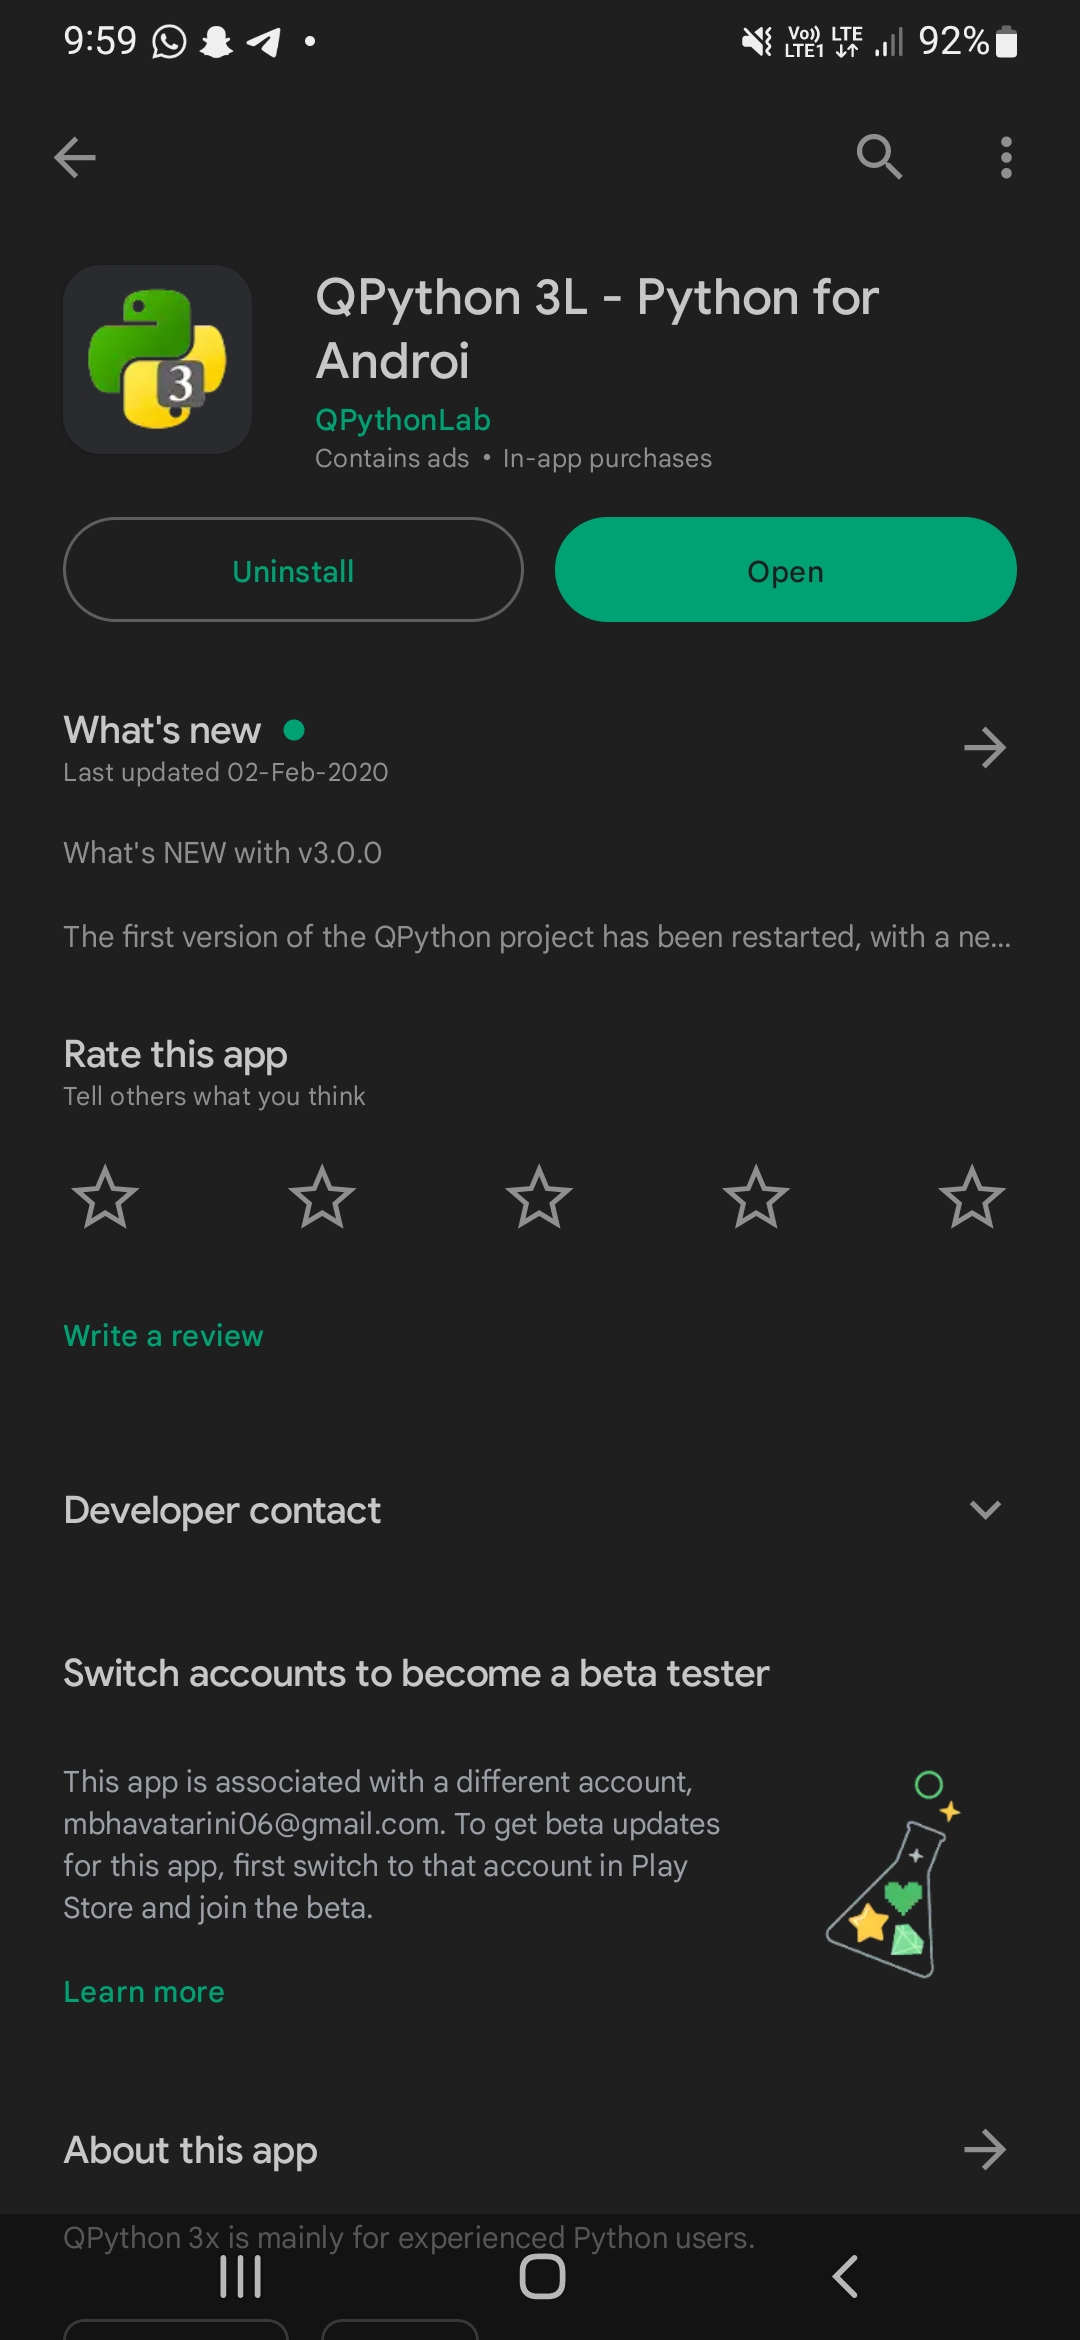 9:59
Vo)) LTE
LTE1
92%
QPython 3L - Python for
Androi
3
QPythonLab
Contains ads • In-app purchases
Uninstall
Open
What's new
Last updated 02-Feb-2020
What's NEW with v3.0.0
The first version of the QPython project has been restarted, with a ne...
Rate this app
Tell others what you think
Write a review
Developer contact
Switch accounts to become a beta tester
This app is associated with a different account,
mbhavatarini06@gmail.com. To get beta updates
for this app, first switch to that account in Play
Store and join the beta.
Learn more
About this app
QPython 3x is mainly for experienced Python users.